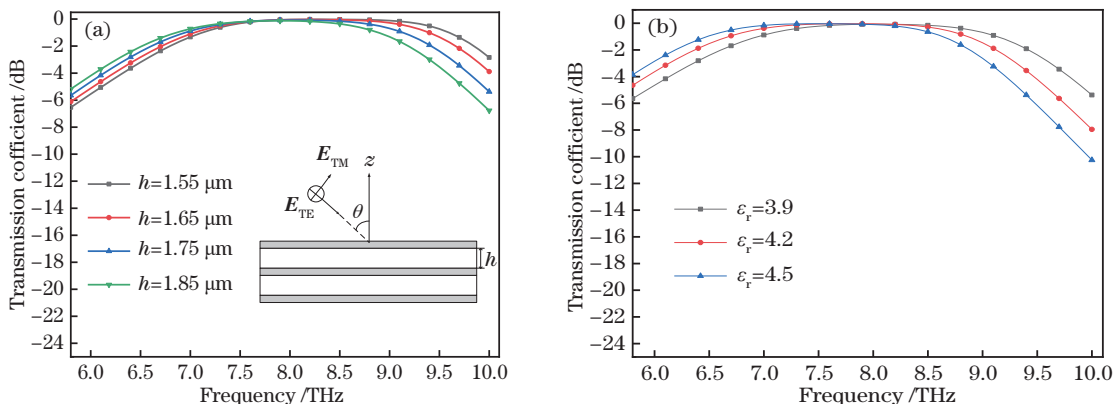 (a)
0
−2
−4
−6
−8
−10
−12
−14
−16
−18
−20
−22
−24
Transmission cofficient /dB
h=1.55 μm
h=1.65 μm
h=1.75 μm
h=1.85 μm
E_TM
z
E_TE
θ
h
6.0 6.5 7.0 7.5 8.0 8.5 9.0 9.5 10.0
Frequency /THz
(b)
0
−2
−4
−6
−8
−10
−12
−14
−16
−18
−20
−22
−24
Transmission cofficient /dB
ε_r=3.9
ε_r=4.2
ε_r=4.5
6.0 6.5 7.0 7.5 8.0 8.5 9.0 9.5 10.0
Frequency /THz